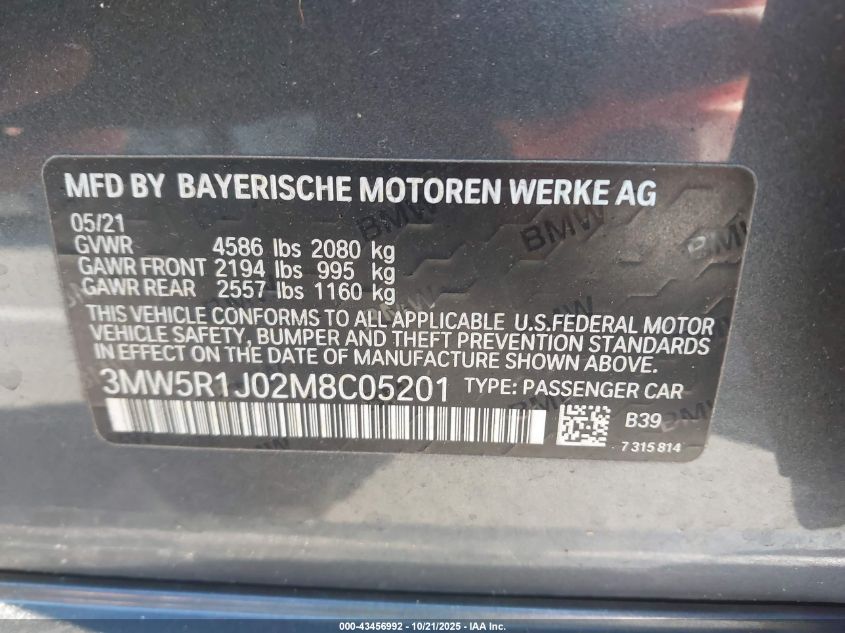 MFD BY BAYERISCHE MOTOREN WERKE AG
05/21
GVWR 4586 lbs 2080 kg
GAWR FRONT 2194 lbs 995 kg
GAWR REAR 2557 lbs 1160 kg
THIS VEHICLE CONFORMS TO ALL APPLICABLE U.S.FEDERAL MOTOR
VEHICLE SAFETY, BUMPER AND THEFT PREVENTION STANDARDS
IN EFFECT ON THE DATE OF MANUFACTURE SHOWN ABOVE.
3MW5R1J02M8C05201 TYPE: PASSENGER CAR
B39
7 315 814
000-43456992 - 10/21/2025 - IAA Inc.